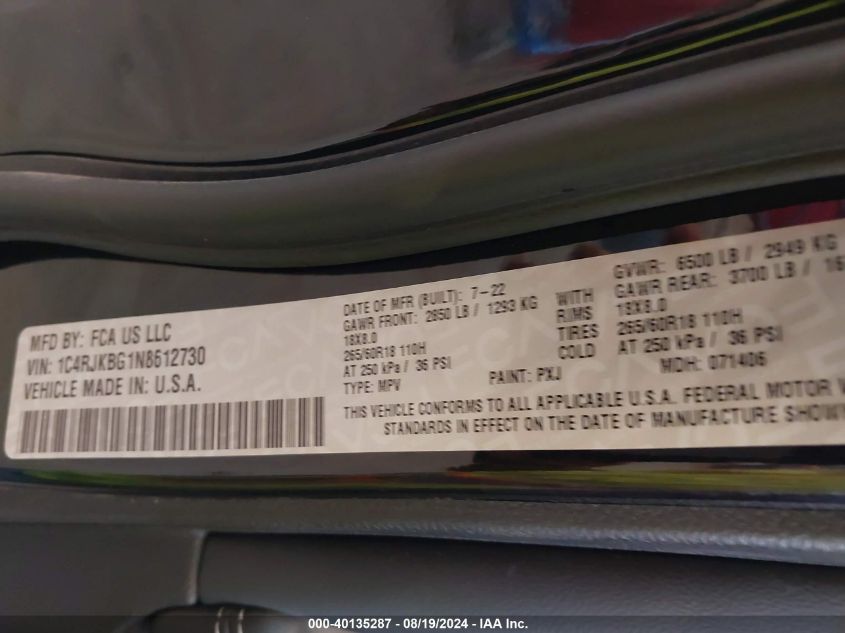 MFD BY: FCA US LLC
VIN: 1C4RJKBG1N8612730
VEHICLE MADE IN: U.S.A.
DATE OF MFR (BUILT): 7-22
GAWR FRONT: 2850 LB / 1293 KG
18X8.0
265/60R18 110H
AT 250 kPa / 36 PSI
TYPE: MPV
PAINT: PXJ
WITH
RIMS
TIRES
COLD
GVWR: 6500 LB / 2949 KG
GAWR REAR: 3700 LB /
18X8.0
265/60R18 110H
AT 250 kPa / 36 PSI
MDH: 071406
THIS VEHICLE CONFORMS TO ALL APPLICABLE U.S.A. FEDERAL MOTOR
STANDARDS IN EFFECT ON THE DATE OF MANUFACTURE SHOWN
000-40135287 - 08/19/2024 - IAA Inc.